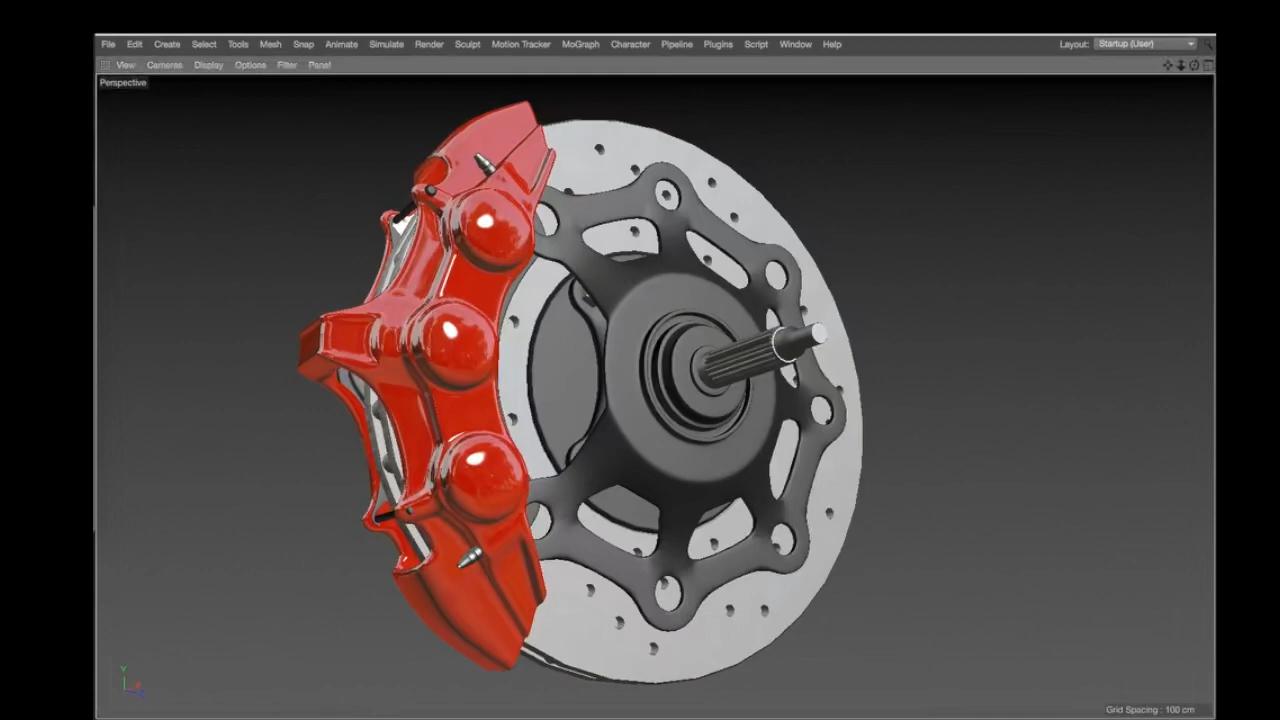 File Edit Create Select Tools Mesh Snap Animate Simulate Render Sculpt Motion Tracker MoGraph Character Pipeline Plugins Script Window Help Layout: Startup (User)
View Cameras Display Options Filter Panel
Perspective
Y
Grid Spacing : 100 cm